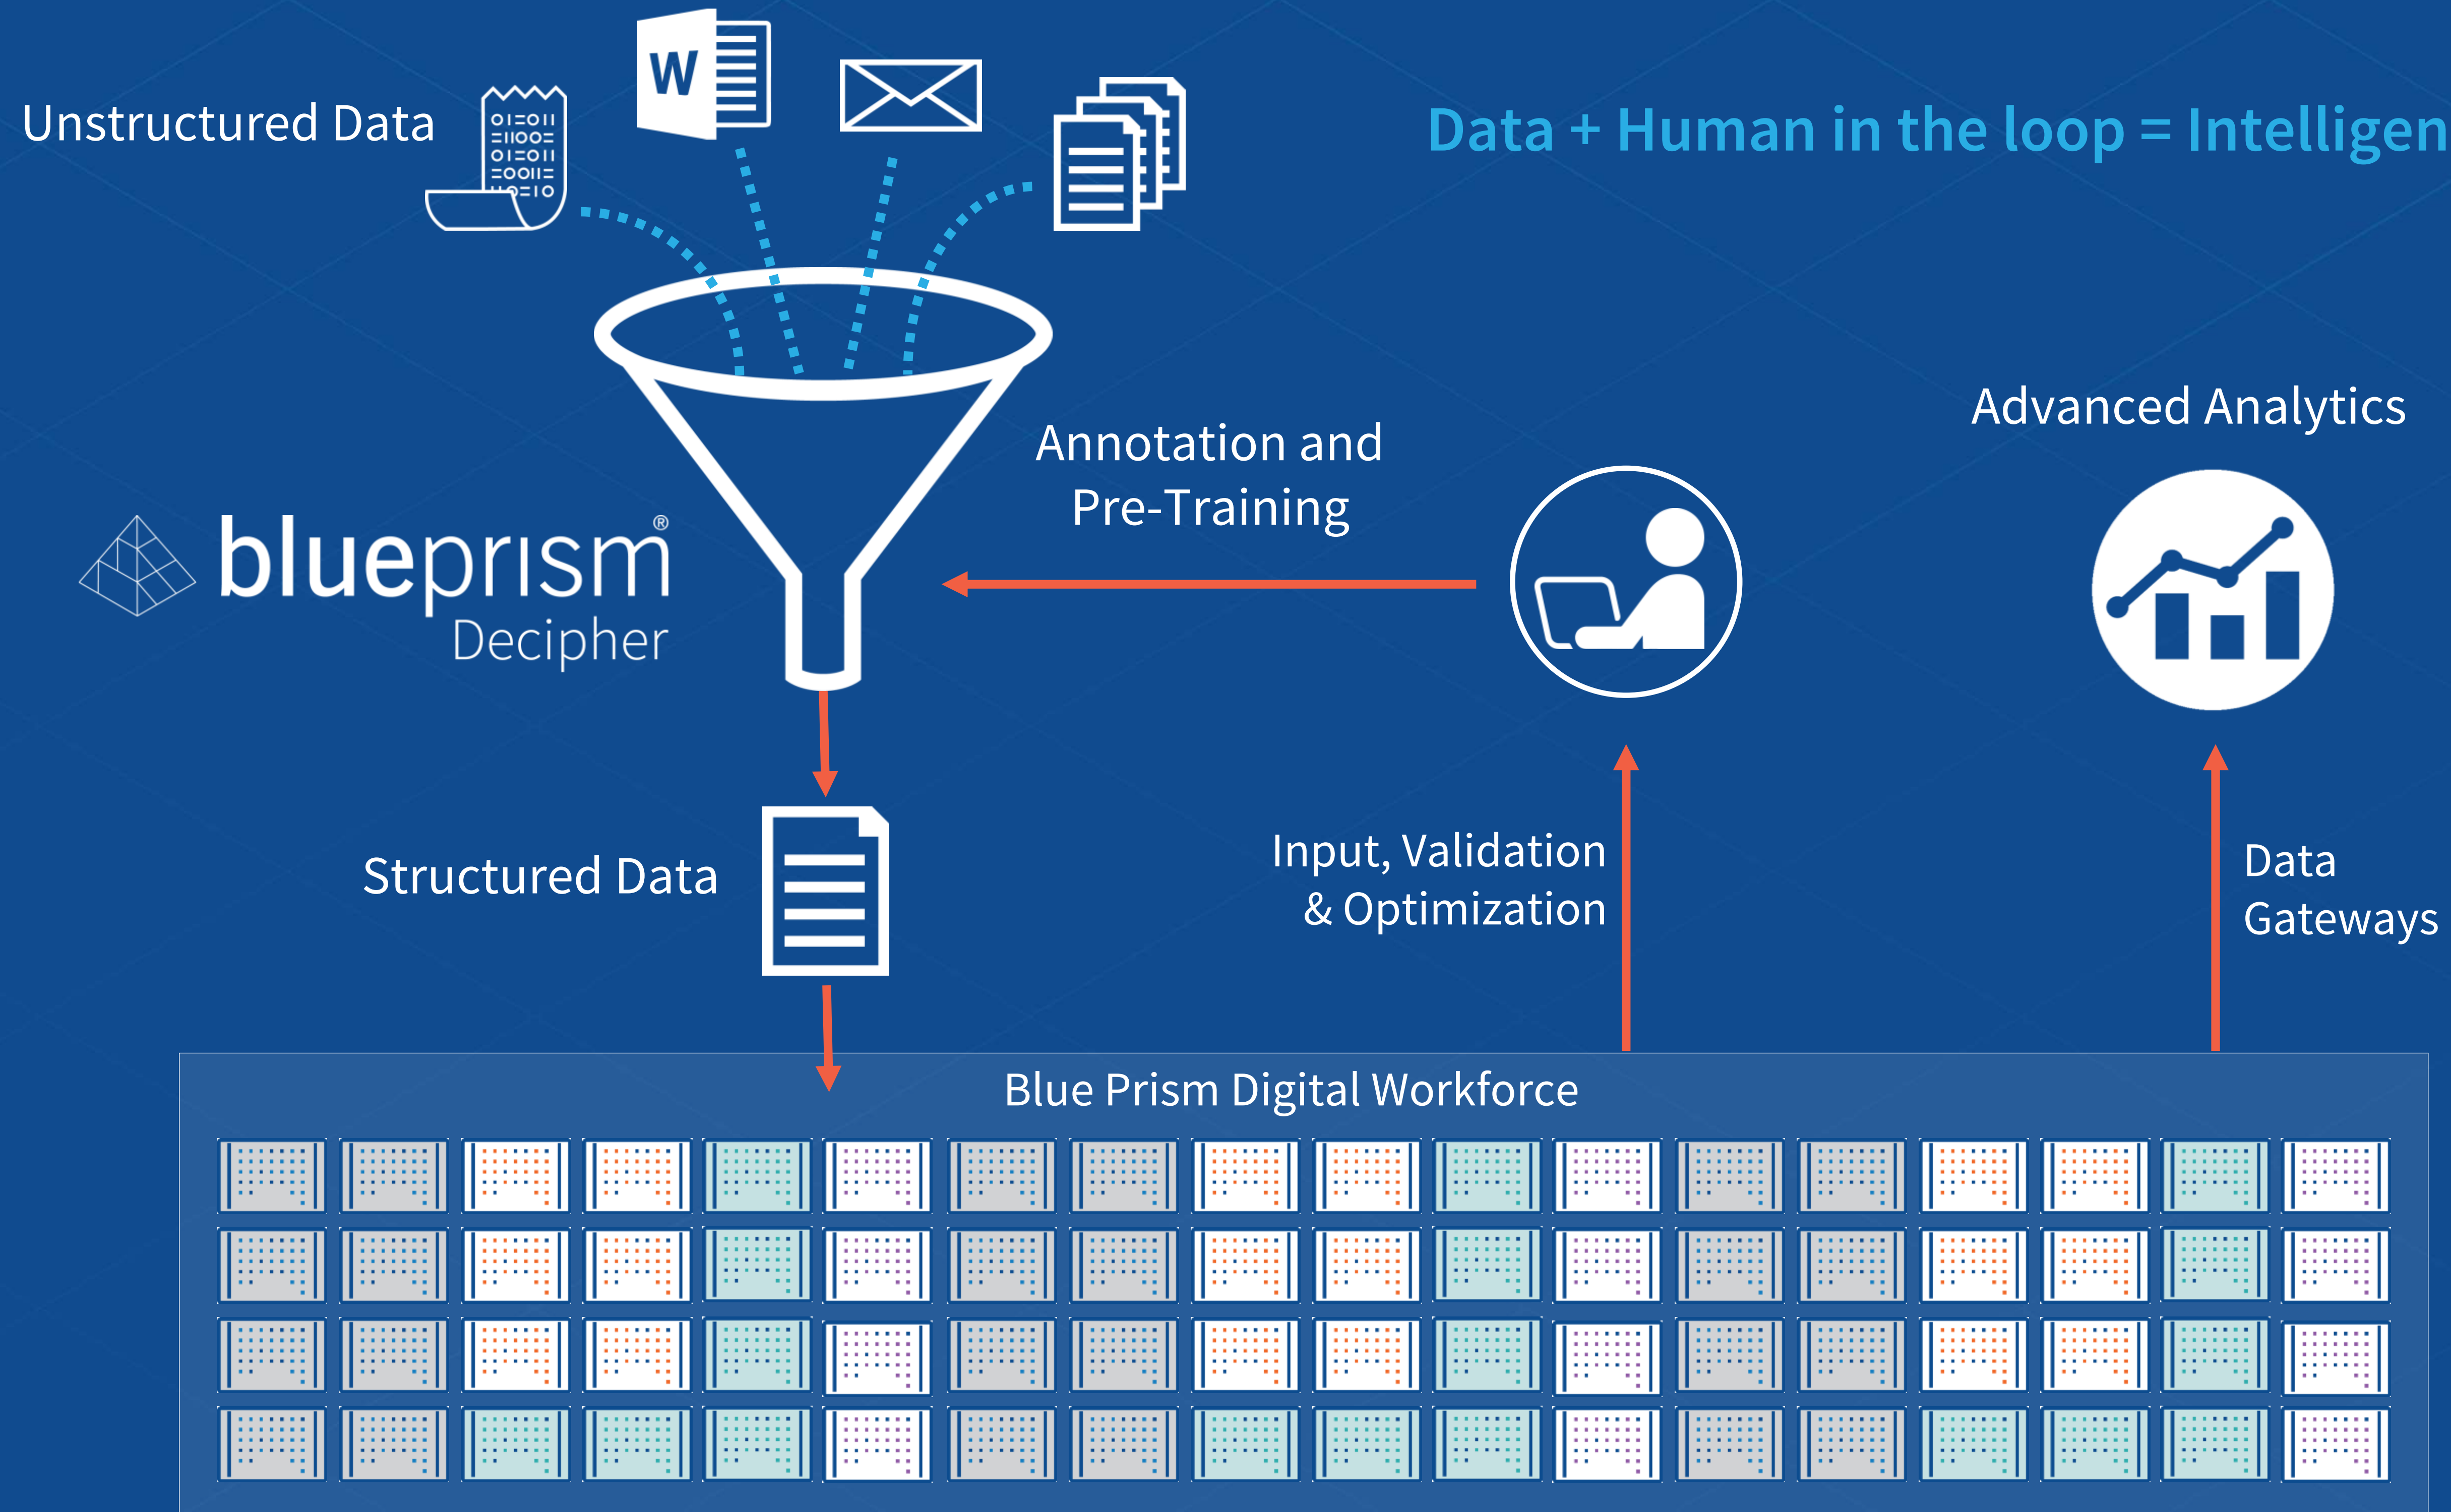 Unstructured Data
W
Data + Human in the loop = Intelligen
Advanced Analytics
Annotation and
Pre-Training
blueprism®
Decipher
Structured Data
Input, Validation
& Optimization
Data
Gateways
Blue Prism Digital Workforce